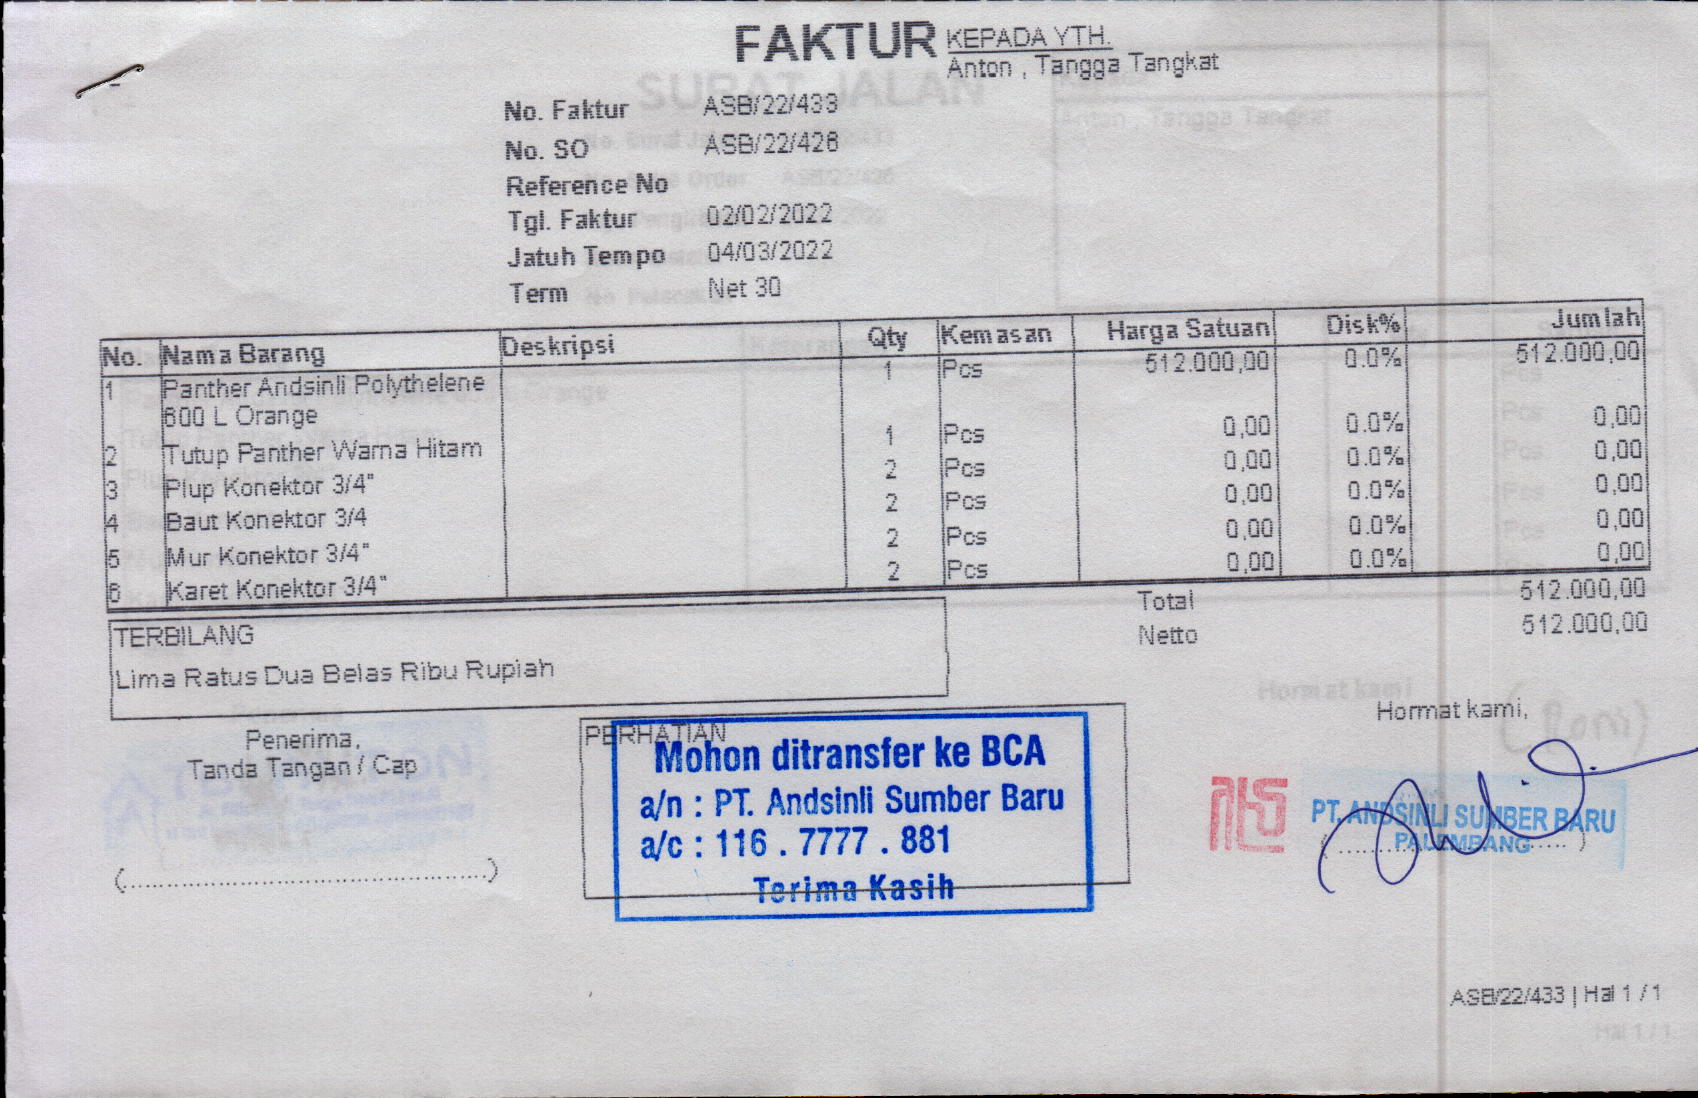 FAKTUR
KEPADA YTH.
Anton , Tangga Tangkat
No. Faktur ASB/22/433
No. SO ASB/22/426
Reference No
Tgl. Faktur 02/02/2022
Jatuh Tempo 04/03/2022
Term Net 30
No. Nama Barang Deskripsi Qty Kemasan Harga Satuan Disk% Jumlah
1 Panther Andsinli Polythelene 1 Pcs 512.000,00 0.0% 512.000,00
600 L Orange
2 Tutup Panther Warna Hitam 1 Pcs 0,00 0.0% 0,00
3 Plup Konektor 3/4" 2 Pcs 0,00 0.0% 0,00
4 Baut Konektor 3/4 2 Pcs 0,00 0.0% 0,00
5 Mur Konektor 3/4" 2 Pcs 0,00 0.0% 0,00
6 Karet Konektor 3/4" 2 Pcs 0,00 0.0% 0,00
Total 512.000,00
Netto 512.000,00
TERBILANG
Lima Ratus Dua Belas Ribu Rupiah
Penerima,
Tanda Tangan / Cap
PERHATIAN
Mohon ditransfer ke BCA
a/n : PT. Andsinli Sumber Baru
a/c : 116 . 7777 . 881
Terima Kasih
Hormat kami,
PT. ANDSINLI SUMBER BARU
PALEMBANG
ASB/22/433 | Hal 1 / 1